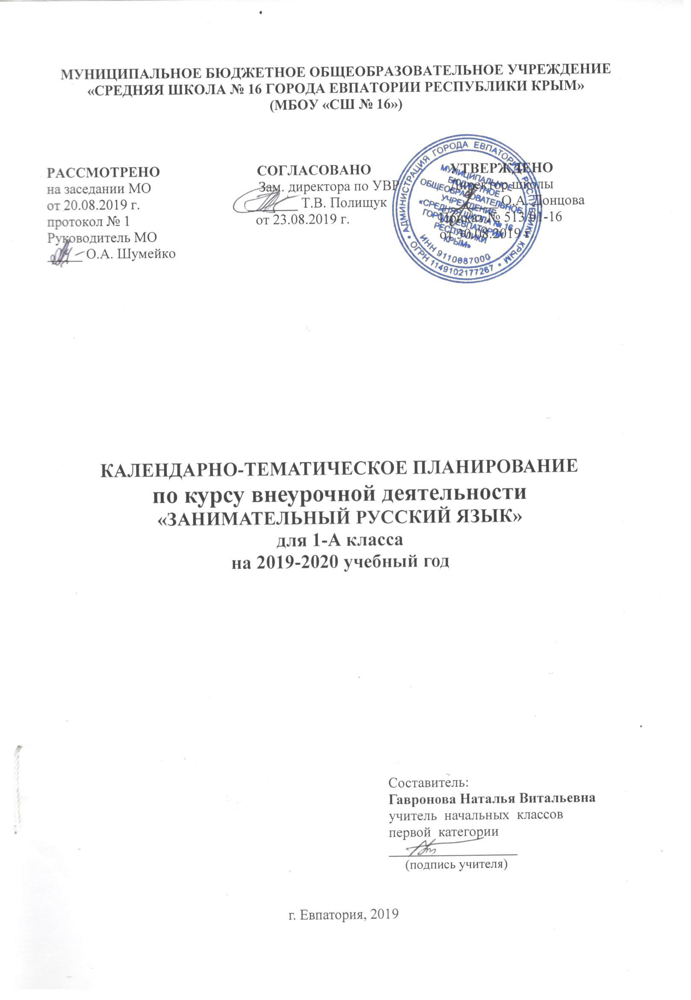 МУНИЦИПАЛЬНОЕ БЮДЖЕТНОЕ ОБЩЕОБРАЗОВАТЕЛЬНОЕ УЧРЕЖДЕНИЕ
«СРЕДНЯЯ ШКОЛА № 16 ГОРОДА ЕВПАТОРИИ РЕСПУБЛИКИ КРЫМ»
(МБОУ «СШ № 16»)
РАССМОТРЕНО
на заседании МО
от 20.08.2019 г.
протокол № 1
Руководитель МО
О.А. Шумейко
СОГЛАСОВАНО
Зам. директора по УВР
Т.В. Полищук
от 23.08.2019 г.
УТВЕРЖДЕНО
Директор школы
О.А. Донцова
Приказ № 513/01-16
от 30.08.2019 г.
• АДМИНИСТРАЦИЯ ГОРОДА ЕВПАТОРИИ РЕСПУБЛИКИ КРЫМ •
ОГРН 1149102177267
МУНИЦИПАЛЬНОЕ
БЮДЖЕТНОЕ
ОБЩЕОБРАЗОВАТЕЛЬНОЕ
УЧРЕЖДЕНИЕ
«СРЕДНЯЯ ШКОЛА № 16
ГОРОДА ЕВПАТОРИИ
РЕСПУБЛИКИ
КРЫМ»
ИНН 9110087000
КАЛЕНДАРНО-ТЕМАТИЧЕСКОЕ ПЛАНИРОВАНИЕ
по курсу внеурочной деятельности
«ЗАНИМАТЕЛЬНЫЙ РУССКИЙ ЯЗЫК»
для 1-А класса
на 2019-2020 учебный год
Составитель:
Гавронова Наталья Витальевна
учитель начальных классов
первой категории
(подпись учителя)
г. Евпатория, 2019